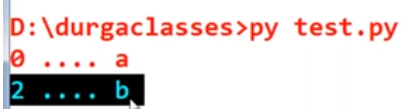 D:\durgaclasses>py test.py
0 .... a
2 .... b